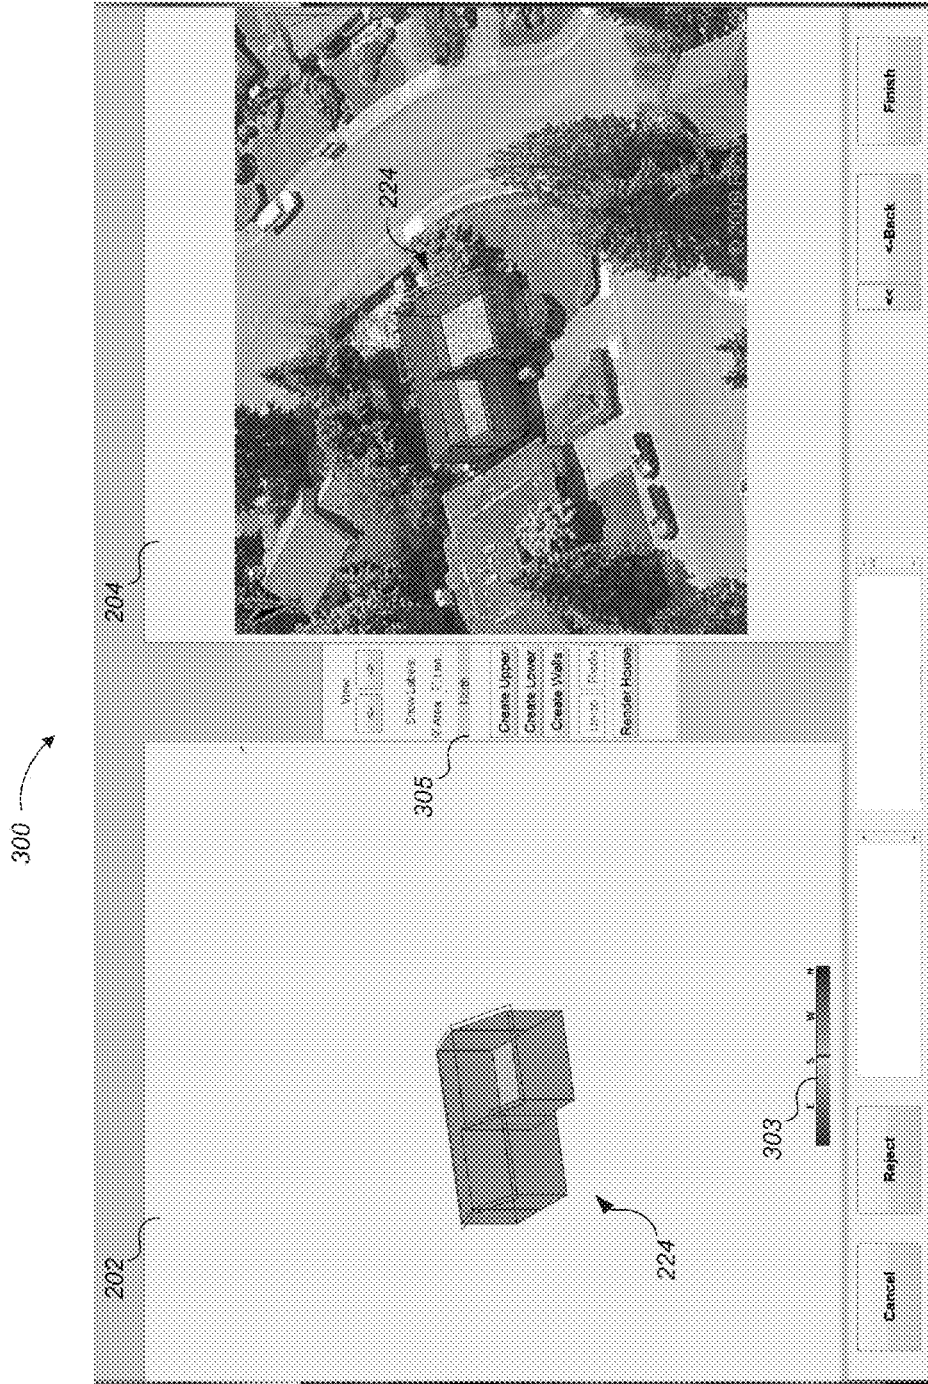 300
202
204
305
View
Show Labels
Area
Create Upper
Create Lower
Create Walls
Render House
224
224
303
E S W N
Cancel
Reject
<<
<-Back
Finish